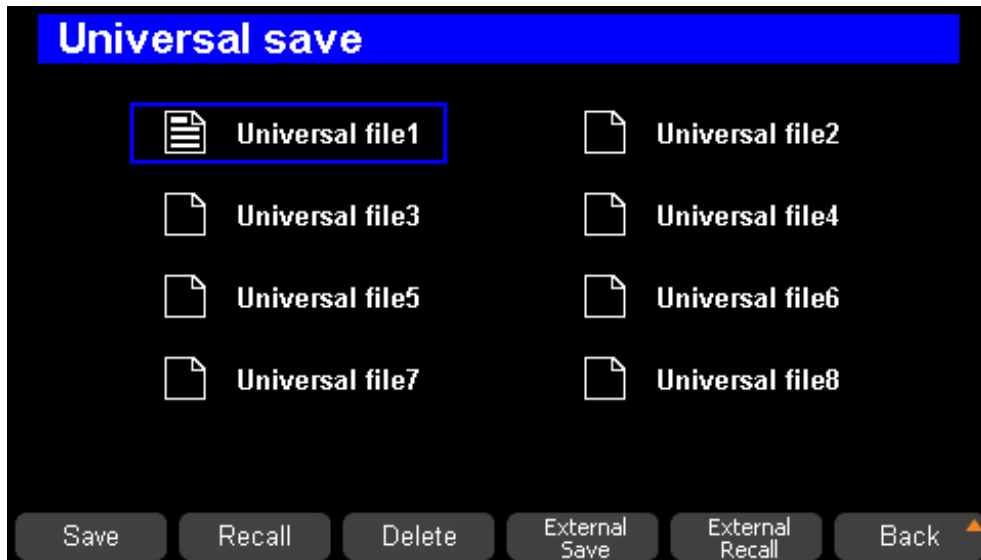 Universal save
Universal file1 Universal file2
Universal file3 Universal file4
Universal file5 Universal file6
Universal file7 Universal file8
Save Recall Delete External Save External Recall Back